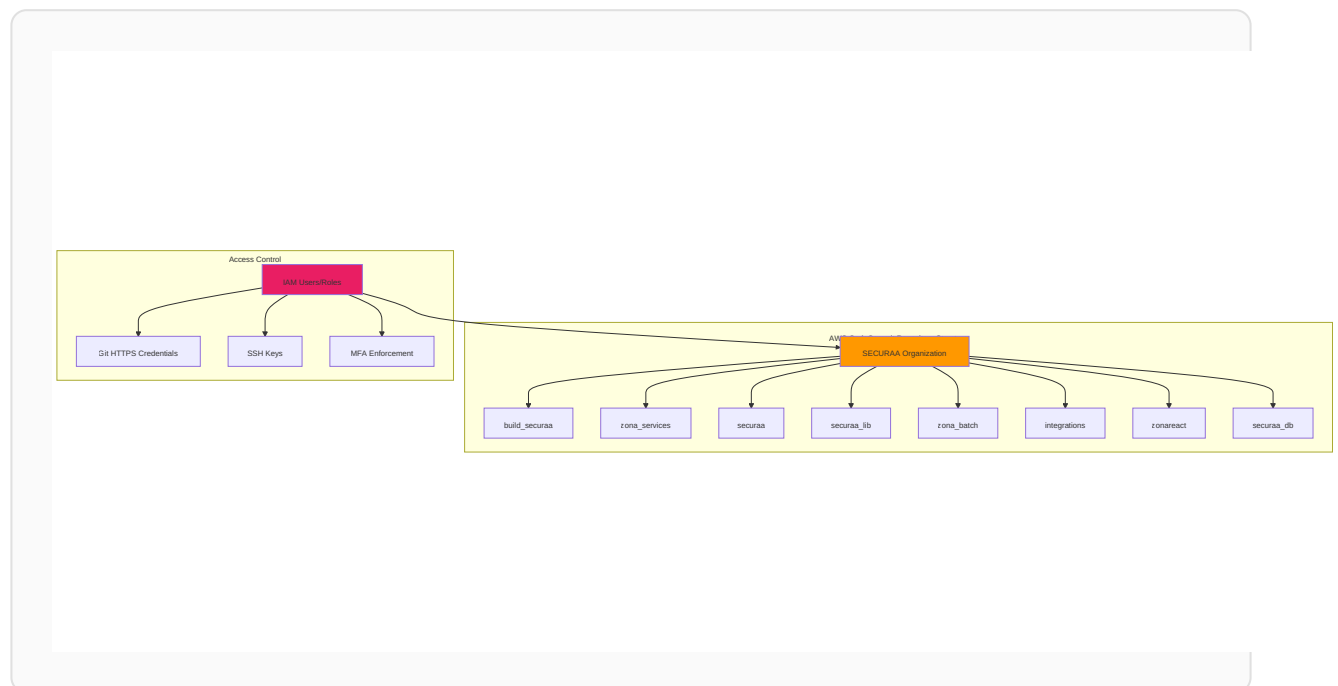 Access Control
IAM Users/Roles
Git HTTPS Credentials
SSH Keys
MFA Enforcement
SECURAA Organization
build_securaa
zona_services
securaa
securaa_lib
zona_batch
integrations
zonareact
securaa_db